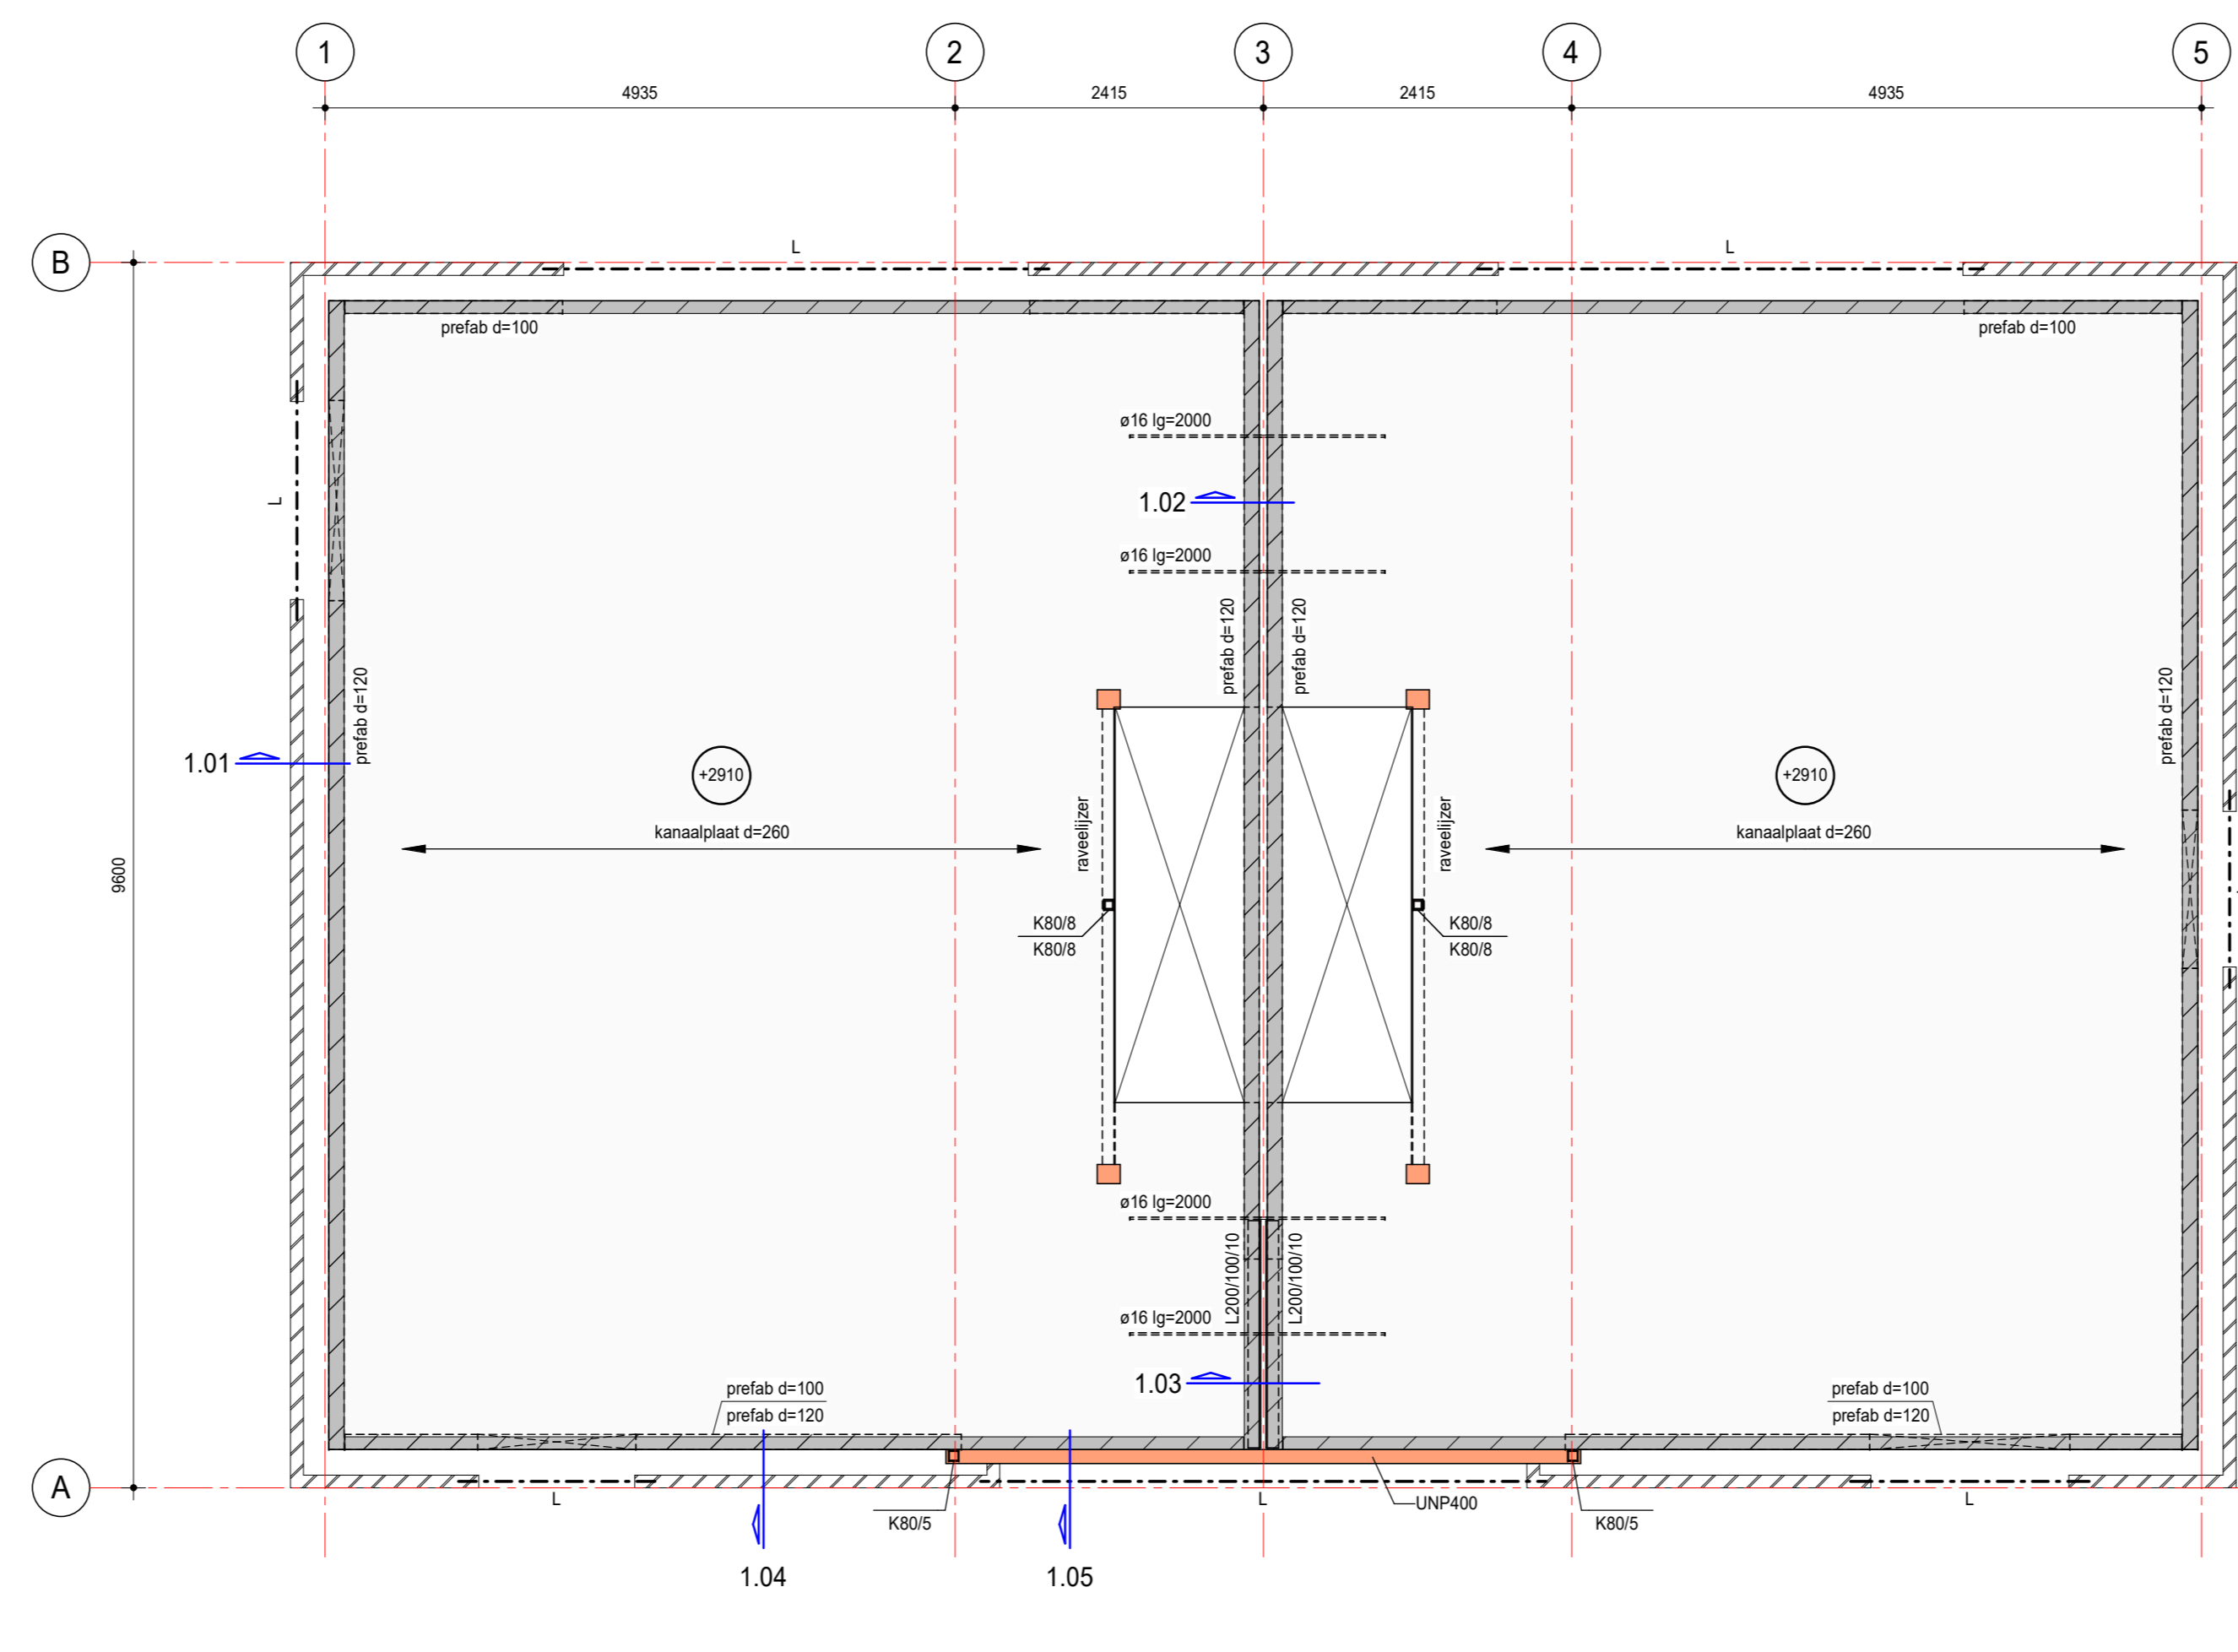 1 2 3 4 5
4935 2415 2415 4935
B
L L
prefab d=100 prefab d=100
ø16 lg=2000
L
1.02
ø16 lg=2000
prefab d=120 prefab d=120
prefab d=120 prefab d=120
1.01
+2910 +2910
raveelijzer raveelijzer
kanaalplaat d=260 kanaalplaat d=260
9600
K80/8 K80/8
K80/8 K80/8
ø16 lg=2000
L200/100/10 L200/100/10
ø16 lg=2000
1.03
prefab d=100 prefab d=100
prefab d=120 prefab d=120
A
L L L
UNP400
K80/5 K80/5
1.04 1.05